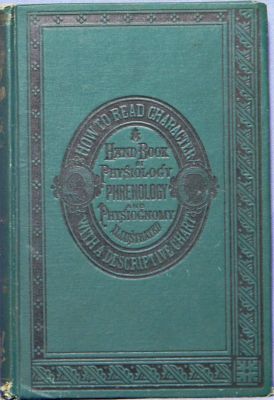 HOW TO READ CHARACTER
A
HAND-BOOK
OF
PHYSIOLOGY,
PHRENOLOGY
AND
PHYSIOGNOMY,
ILLUSTRATED
WITH A DESCRIPTIVE CHART